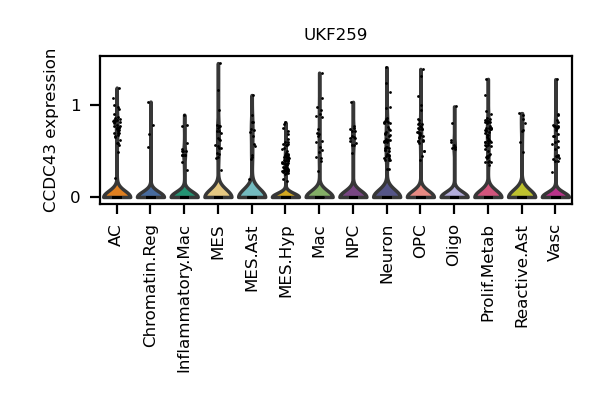 UKF259
CCDC43 expression
1
0
AC
Chromatin.Reg
Inflammatory.Mac
MES
MES.Ast
MES.Hyp
Mac
NPC
Neuron
OPC
Oligo
Prolif.Metab
Reactive.Ast
Vasc